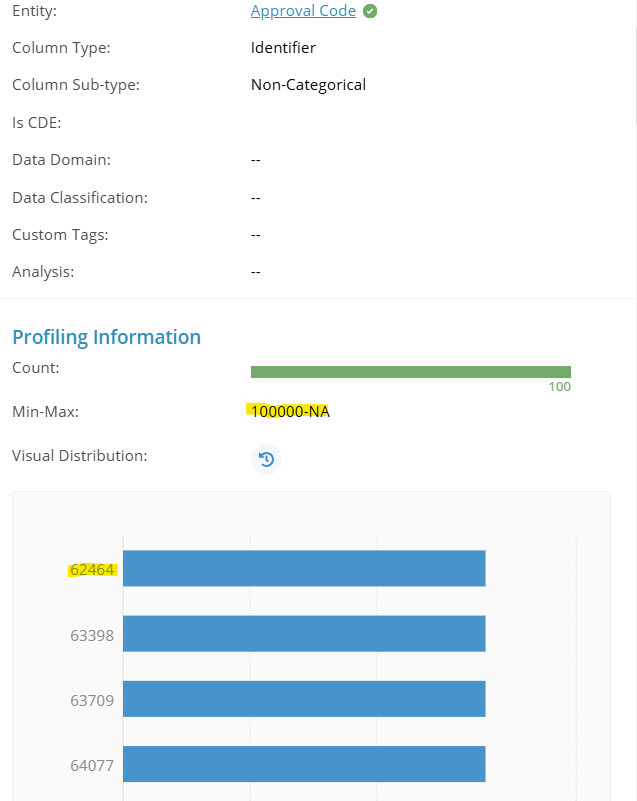 Entity: Approval Code
Column Type: Identifier
Column Sub-type: Non-Categorical
Is CDE:
Data Domain: --
Data Classification: --
Custom Tags: --
Analysis: --
Profiling Information
Count:
100
Min-Max: 100000-NA
Visual Distribution:
62464
63398
63709
64077